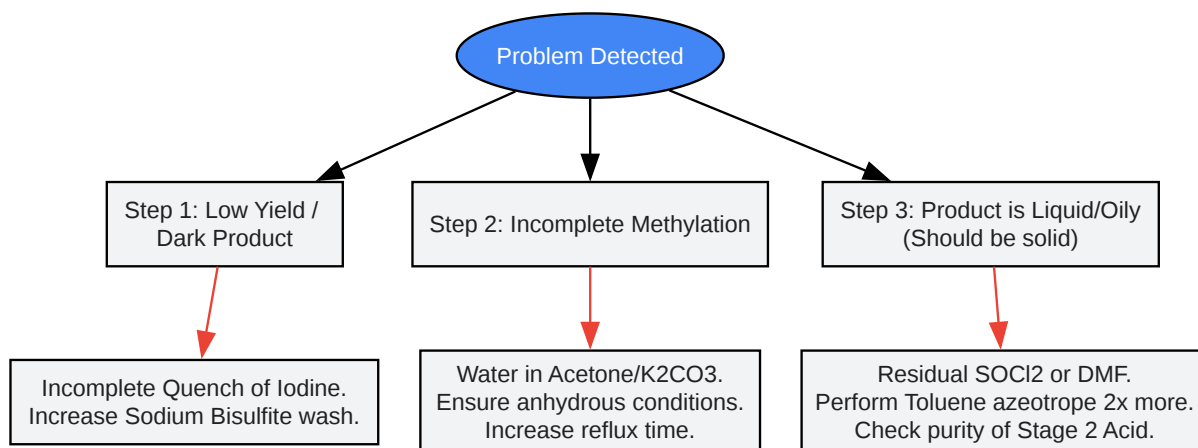 Problem Detected
Step 1: Low Yield /
Dark Product
Step 2: Incomplete Methylation
Step 3: Product is Liquid/Oily
(Should be solid)
Incomplete Quench of Iodine.
Increase Sodium Bisulfite wash.
Water in Acetone/K2CO3.
Ensure anhydrous conditions.
Increase reflux time.
Residual SOCl2 or DMF.
Perform Toluene azeotrope 2x more.
Check purity of Stage 2 Acid.